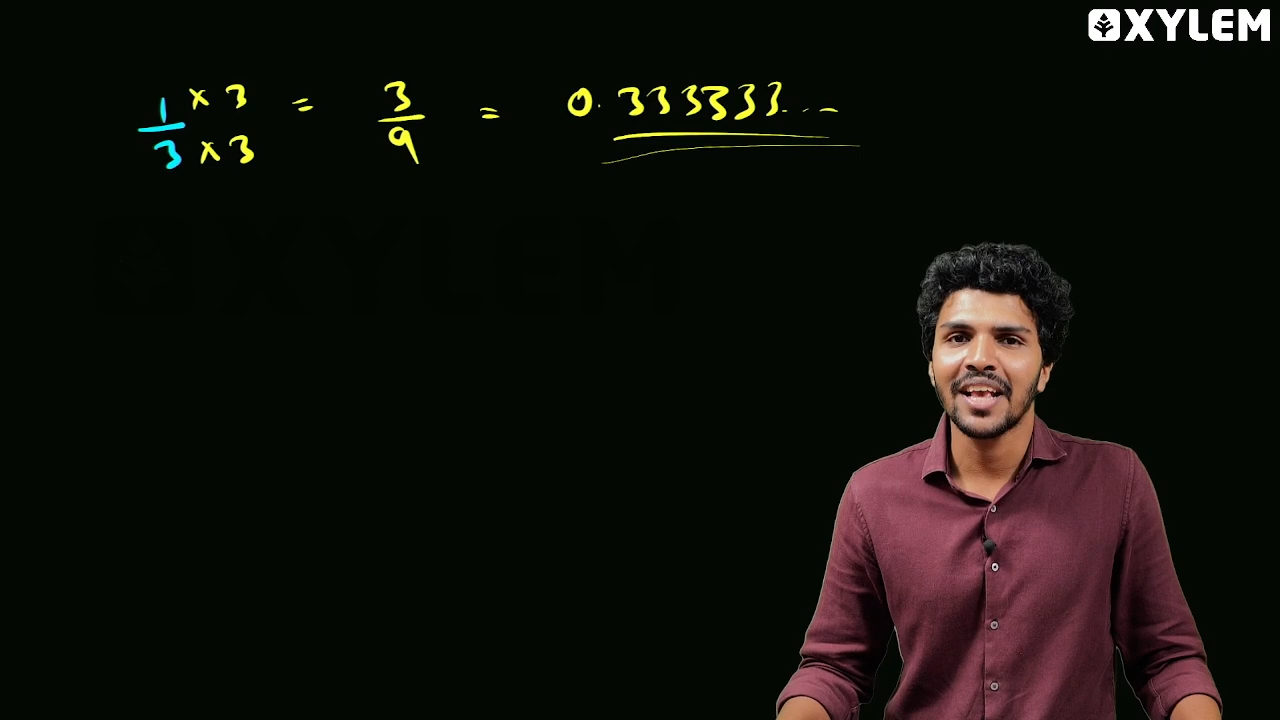 XYLEM
1/3 × 3/× 3 = 3/9 = 0.333333...